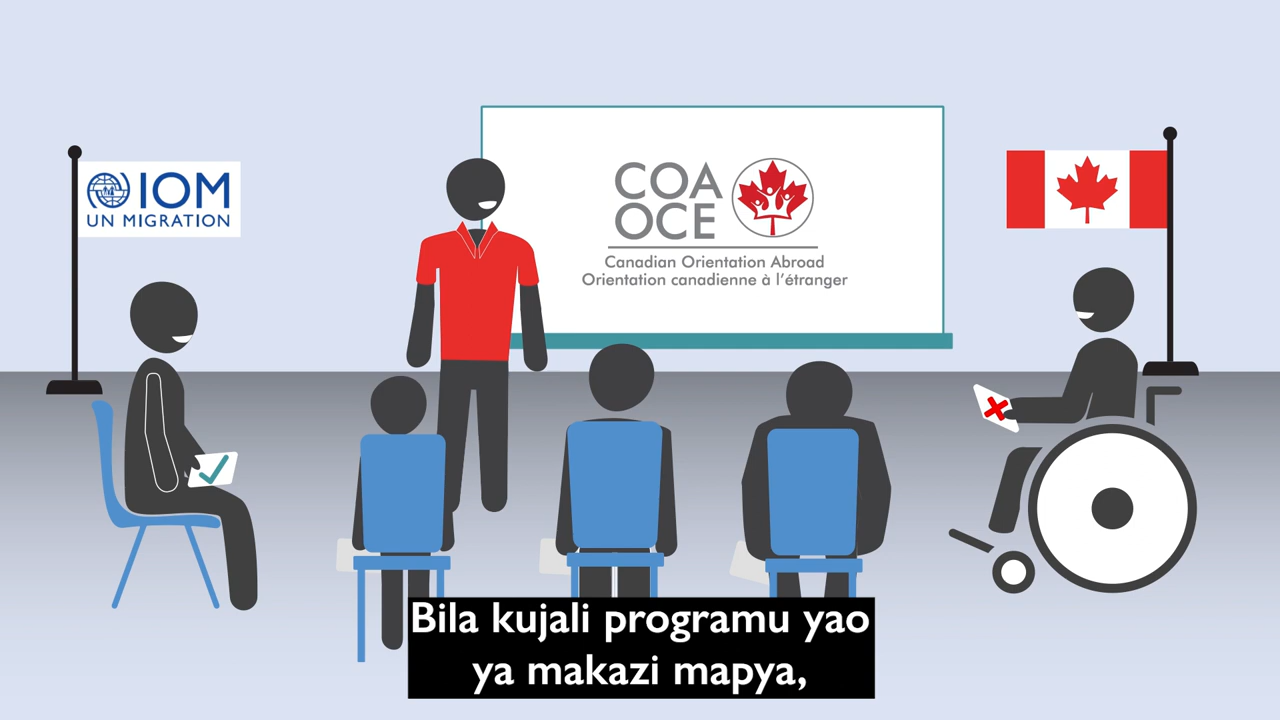 IOM
UN MIGRATION
COA
OCE
Canadian Orientation Abroad
Orientation canadienne à l'étranger
Bila kujali programu yao
ya makazi mapya,